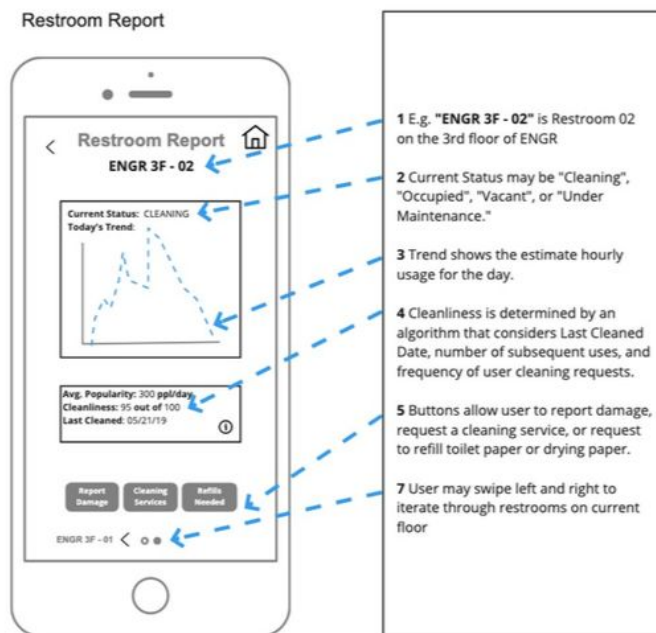 Restroom Report
Restroom Report
ENGR 3F - 02
Current Status: CLEANING
Today's Trend:
Avg. Popularity: 300 ppl/day
Cleanliness: 95 out of 100
Last Cleaned: 05/21/19
Report
Damage
Cleaning
Services
Refills
Needed
ENGR 3F - 01
1 E.g. "ENGR 3F - 02" is Restroom 02
on the 3rd floor of ENGR
2 Current Status may be "Cleaning",
"Occupied", "Vacant", or "Under
Maintenance."
3 Trend shows the estimate hourly
usage for the day.
4 Cleanliness is determined by an
algorithm that considers Last Cleaned
Date, number of subsequent uses, and
frequency of user cleaning requests.
5 Buttons allow user to report damage,
request a cleaning service, or request
to refill toilet paper or drying paper.
7 User may swipe left and right to
iterate through restrooms on current
floor